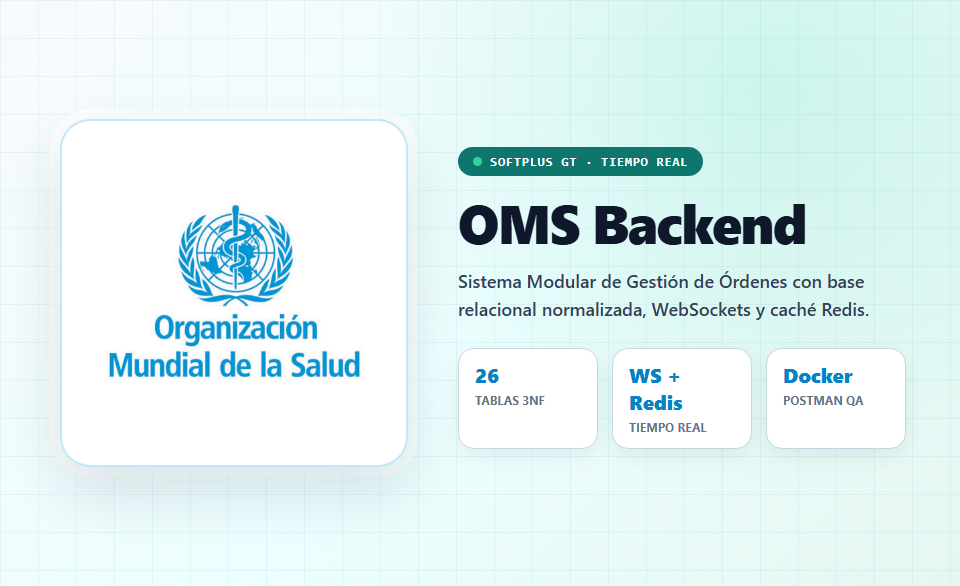 Organización
Mundial de la Salud
SOFTPLUS GT · TIEMPO REAL
OMS Backend
Sistema Modular de Gestión de Órdenes con base
relacional normalizada, WebSockets y caché Redis.
26
TABLAS 3NF
WS +
Redis
TIEMPO REAL
Docker
POSTMAN QA